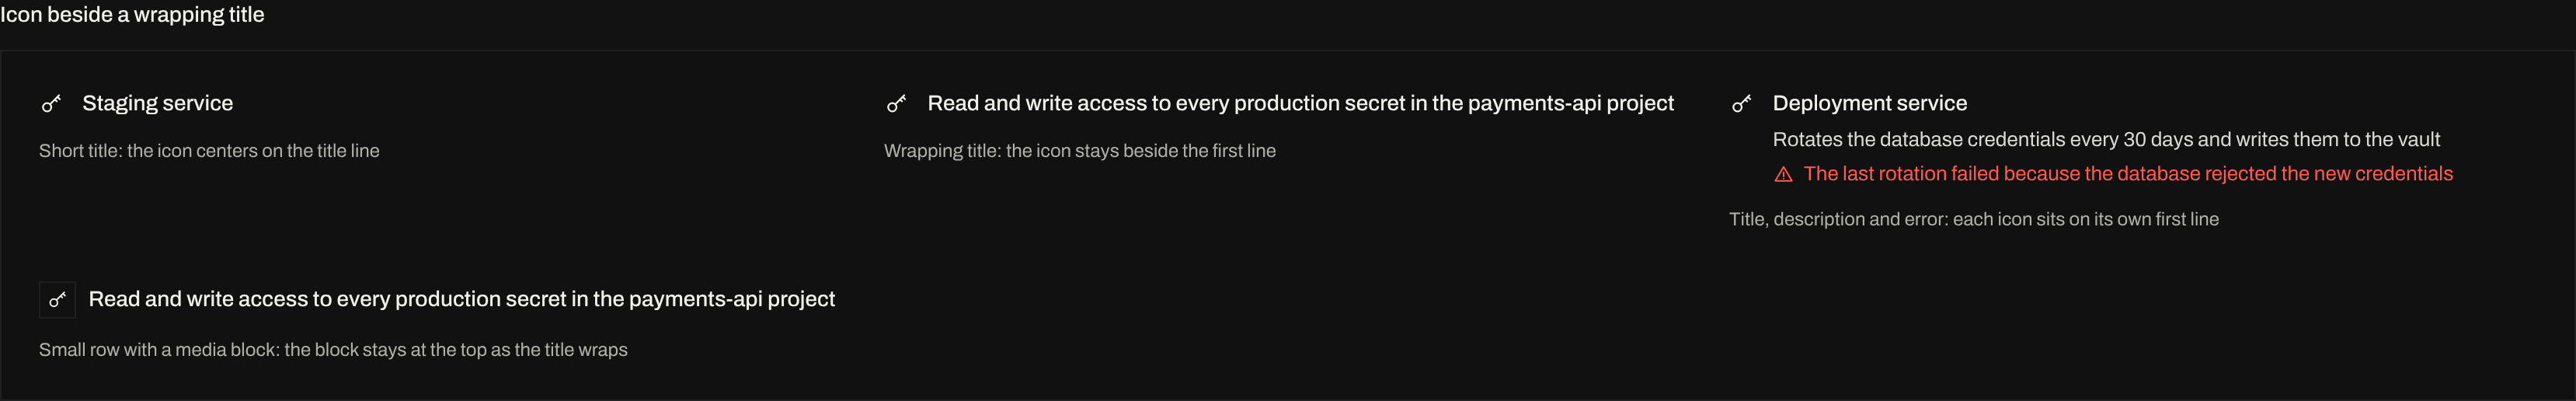 Icon beside a wrapping title
Staging service
Short title: the icon centers on the title line
Read and write access to every production secret in the payments-api project
Wrapping title: the icon stays beside the first line
Deployment service
Rotates the database credentials every 30 days and writes them to the vault
The last rotation failed because the database rejected the new credentials
Title, description and error: each icon sits on its own first line
Read and write access to every production secret in the payments-api project
Small row with a media block: the block stays at the top as the title wraps